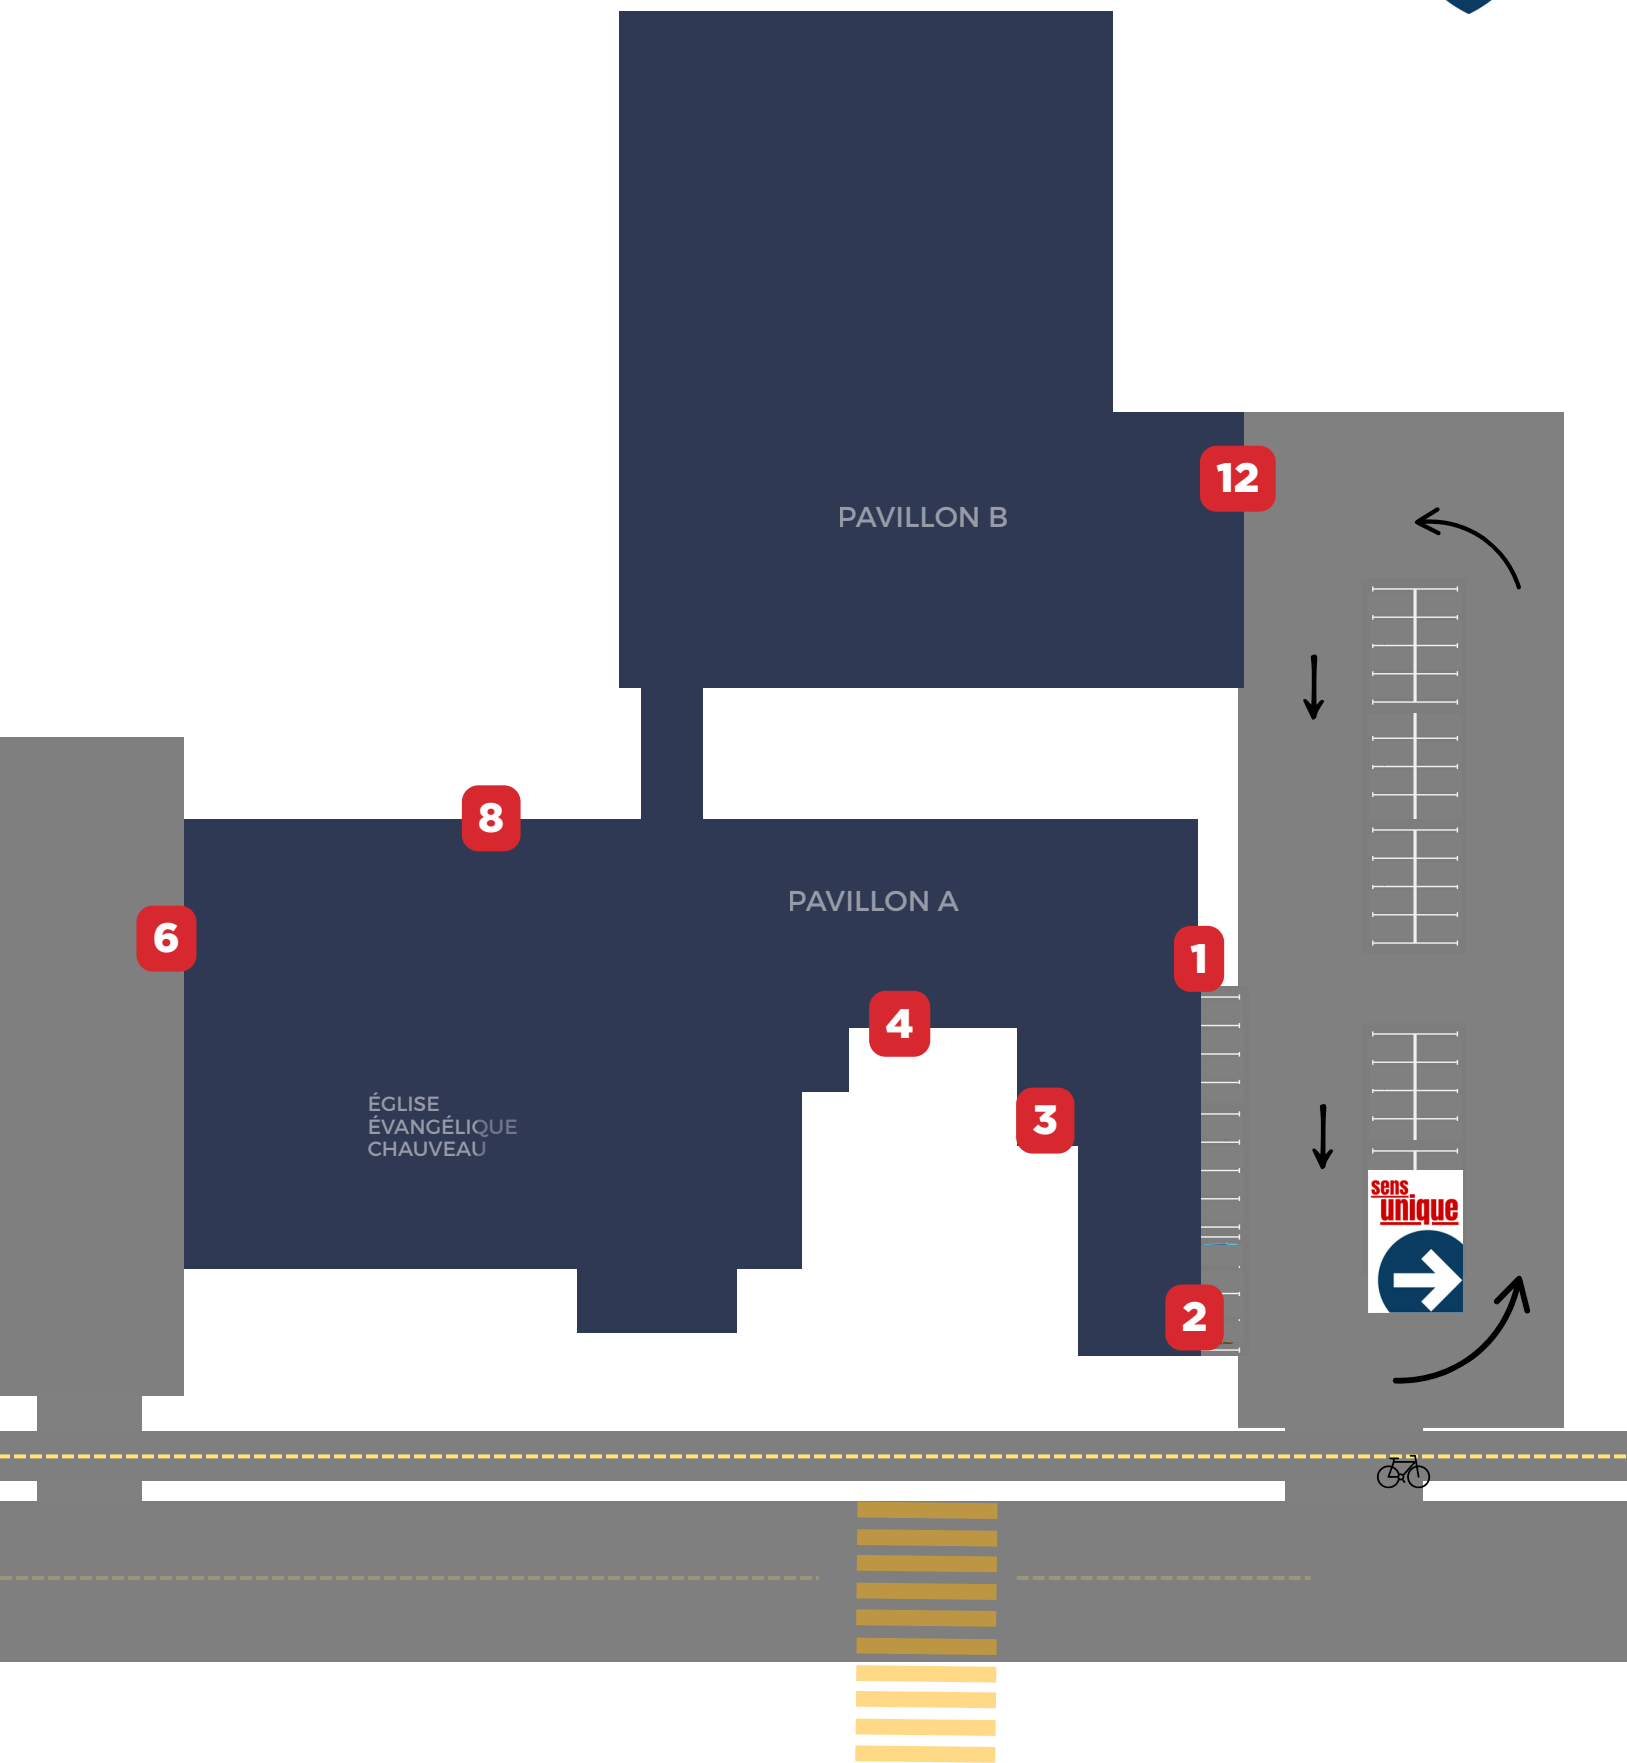 12
PAVILLON B
8
PAVILLON A
6
1
4
ÉGLISE
ÉVANGÉLIQUE
CHAUVEAU
3
sens
unique
2